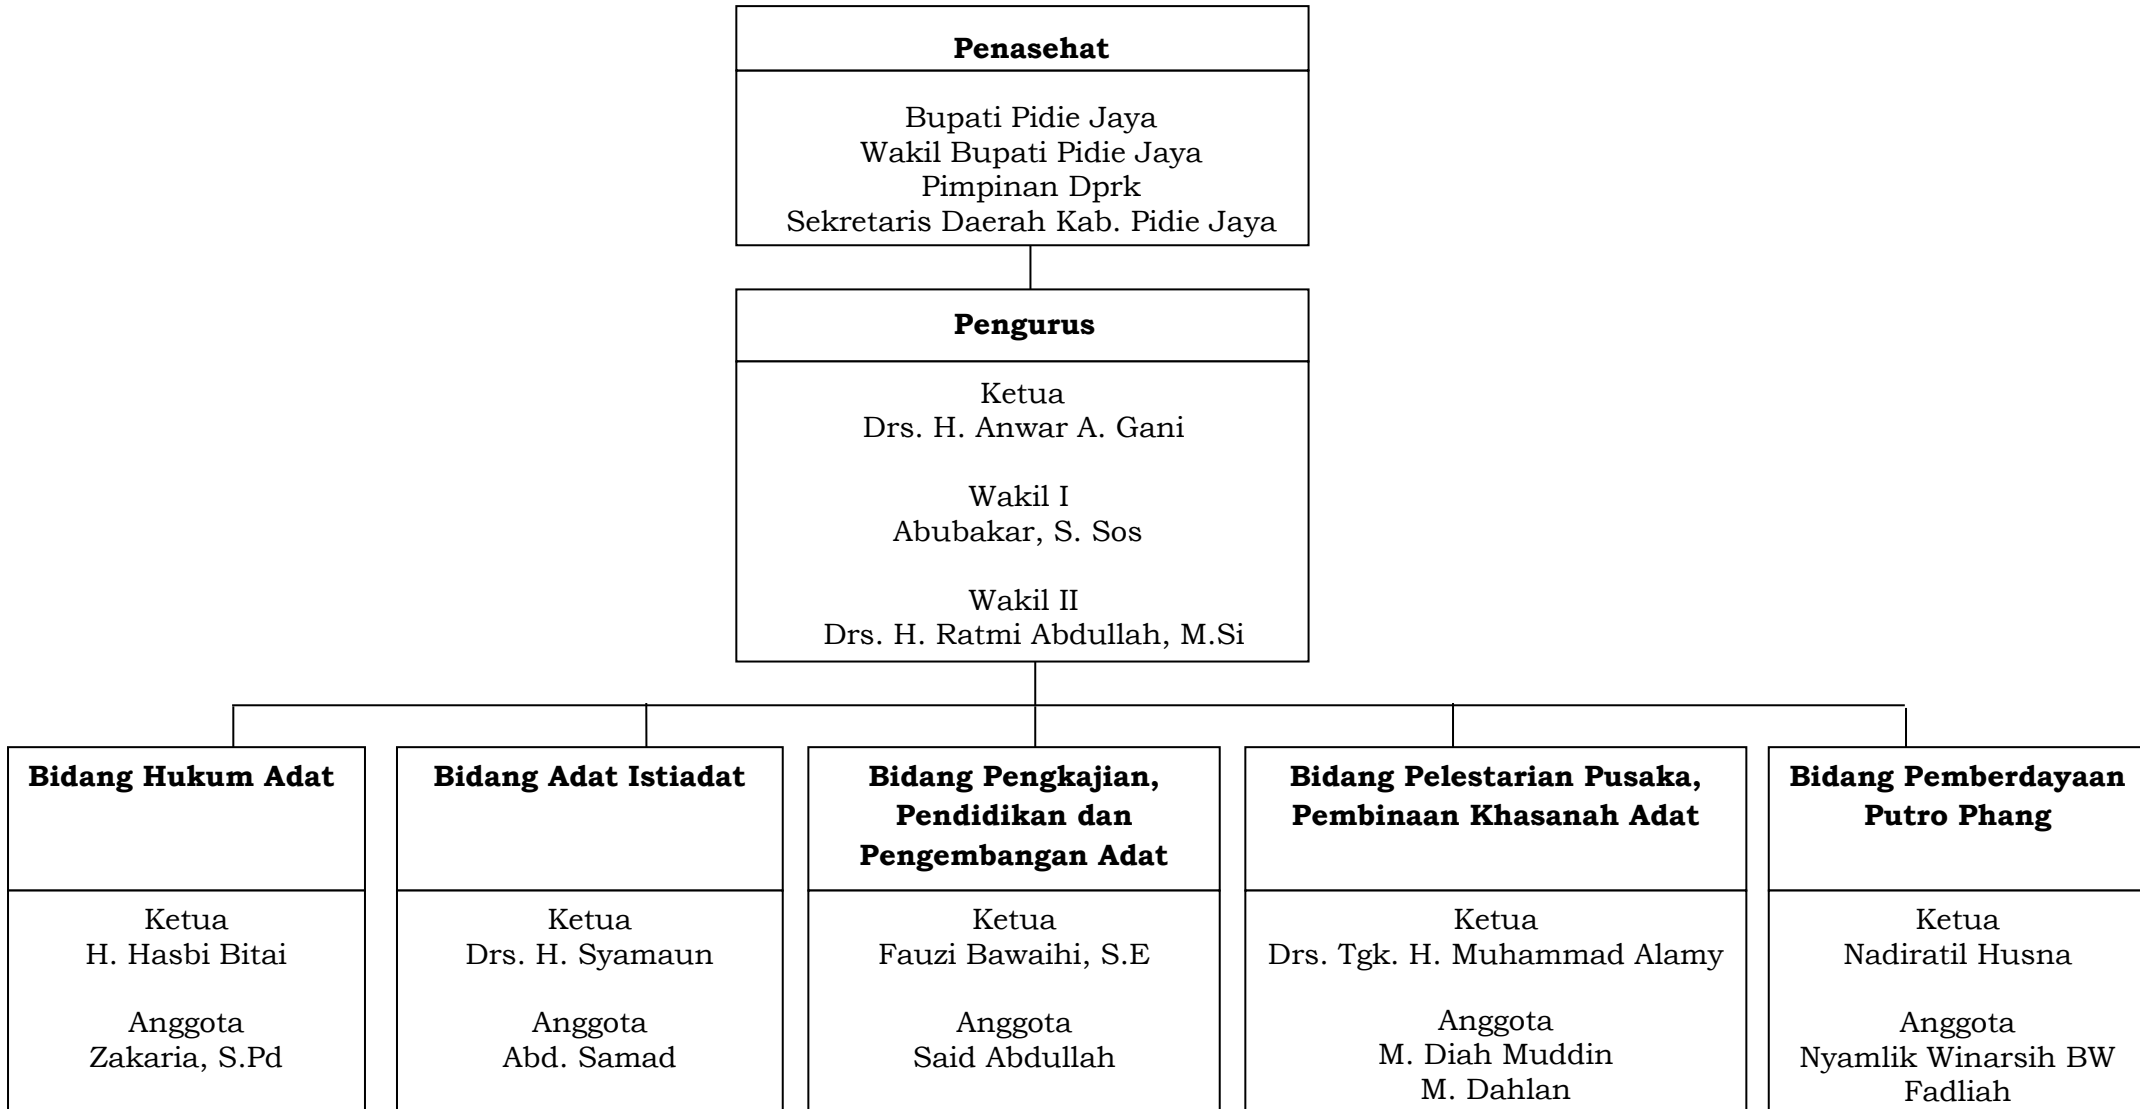 Penasehat
Bupati Pidie Jaya
Wakil Bupati Pidie Jaya
Pimpinan Dprk
Sekretaris Daerah Kab. Pidie Jaya
Pengurus
Ketua
Drs. H. Anwar A. Gani
Wakil I
Abubakar, S. Sos
Wakil II
Drs. H. Ratmi Abdullah, M.Si
Bidang Hukum Adat
Ketua
H. Hasbi Bitai
Anggota
Zakaria, S.Pd
Bidang Adat Istiadat
Ketua
Drs. H. Syamaun
Anggota
Abd. Samad
Bidang Pengkajian,
Pendidikan dan
Pengembangan Adat
Ketua
Fauzi Bawaihi, S.E
Anggota
Said Abdullah
Bidang Pelestarian Pusaka,
Pembinaan Khasanah Adat
Ketua
Drs. Tgk. H. Muhammad Alamy
Anggota
M. Diah Muddin
M. Dahlan
Bidang Pemberdayaan
Putro Phang
Ketua
Nadiratil Husna
Anggota
Nyamlik Winarsih BW
Fadliah